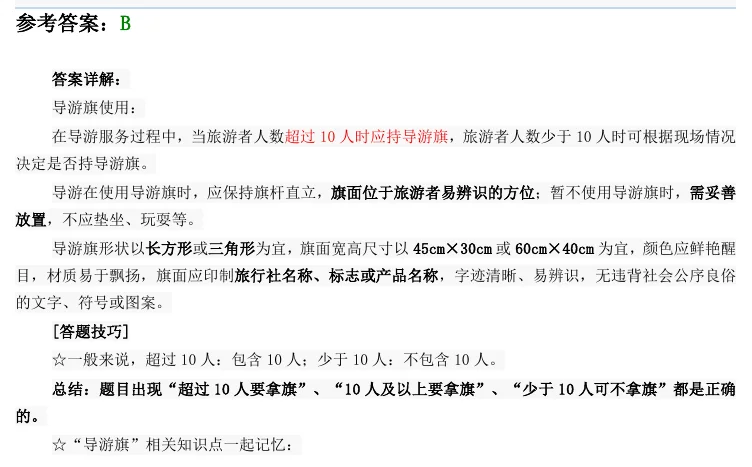 参考答案：B
答案详解：
导游旗使用：
在导游服务过程中，当旅游者人数超过 10 人时应持导游旗，旅游者人数少于 10 人时可根据现场情况
决定是否持导游旗。
导游在使用导游旗时，应保持旗杆直立，旗面位于旅游者易辨识的方位；暂不使用导游旗时，需妥善
放置，不应垫坐、玩耍等。
导游旗形状以长方形或三角形为宜，旗面宽高尺寸以 45cm×30cm 或 60cm×40cm 为宜，颜色应鲜艳醒
目，材质易于飘扬，旗面应印制旅行社名称、标志或产品名称，字迹清晰、易辨识，无违背社会公序良俗
的文字、符号或图案。
[答题技巧]
☆一般来说，超过 10 人：包含 10 人；少于 10 人：不包含 10 人。
总结：题目出现“超过 10 人要拿旗”、“10 人及以上要拿旗”、“少于 10 人可不拿旗”都是正确
的。
☆“导游旗”相关知识点一起记忆：